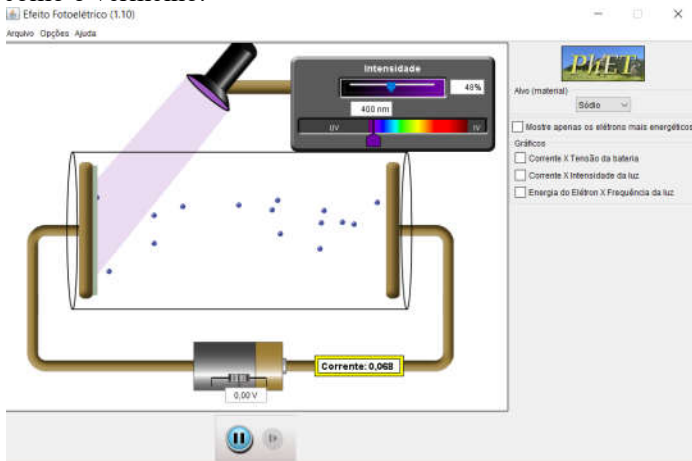 Efeito Fotoelétrico (1.10)
Arquivo Opções Ajuda
Intensidade
48%
400 nm
UV
IV
PhET
Alvo (material)
Sódio
Mostre apenas os elétrons mais energéticos
Gráficos
Corrente X Tensão da bateria
Corrente X Intensidade da luz
Energia do Elétron X Frequência da luz
Corrente: 0,068
0,00 V